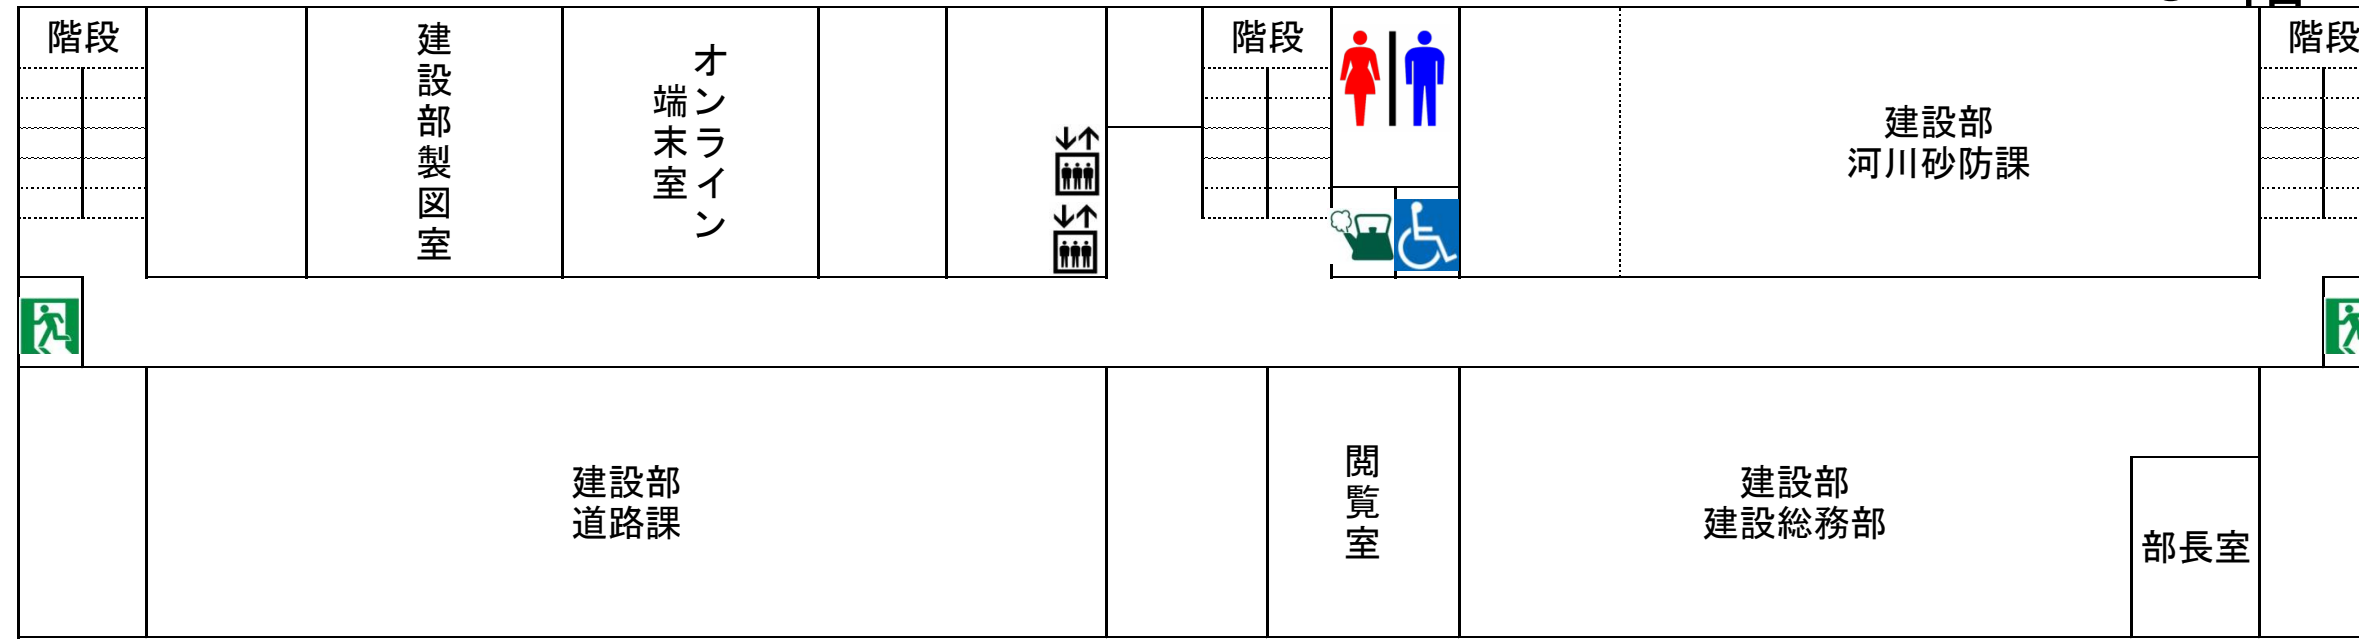 階段
建設部製図室
オンライン
端末室
階段
建設部
河川砂防課
階段
建設部
道路課
閲覧室
建設部
建設総務部
部長室